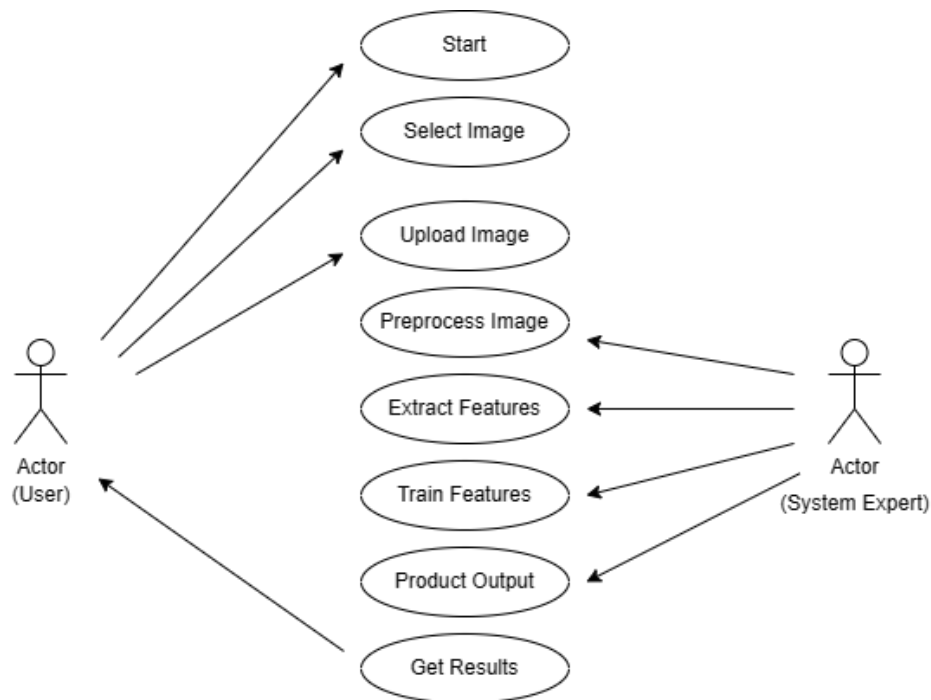 Start
Select Image
Upload Image
Preprocess Image
Extract Features
Train Features
Product Output
Get Results
Actor
(User)
Actor
(System Expert)